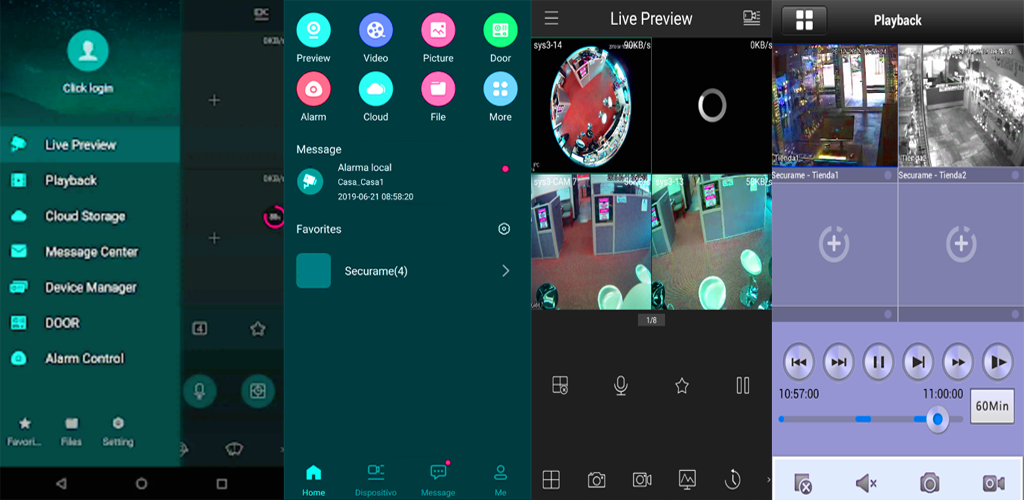 Click login
Live Preview
Playback
Cloud Storage
Message Center
Device Manager
DOOR
Alarm Control
Favori...
Files
Setting
0KB/s
4
Preview
Video
Picture
Door
Alarm
Cloud
File
More
Message
Alarma local
Casa_Casa1
2019-06-21 08:58:20
Favorites
Securame(4)
Home
Dispositivo
Message
Me
Live Preview
sys3-14
90KB/s
0KB/s
sys3-CAM 7
sys3-13
1/8
Playback
Tienda1
Tienda2
Securame - Tienda1
Securame - Tienda2
10:57:00
11:00:00
60Min